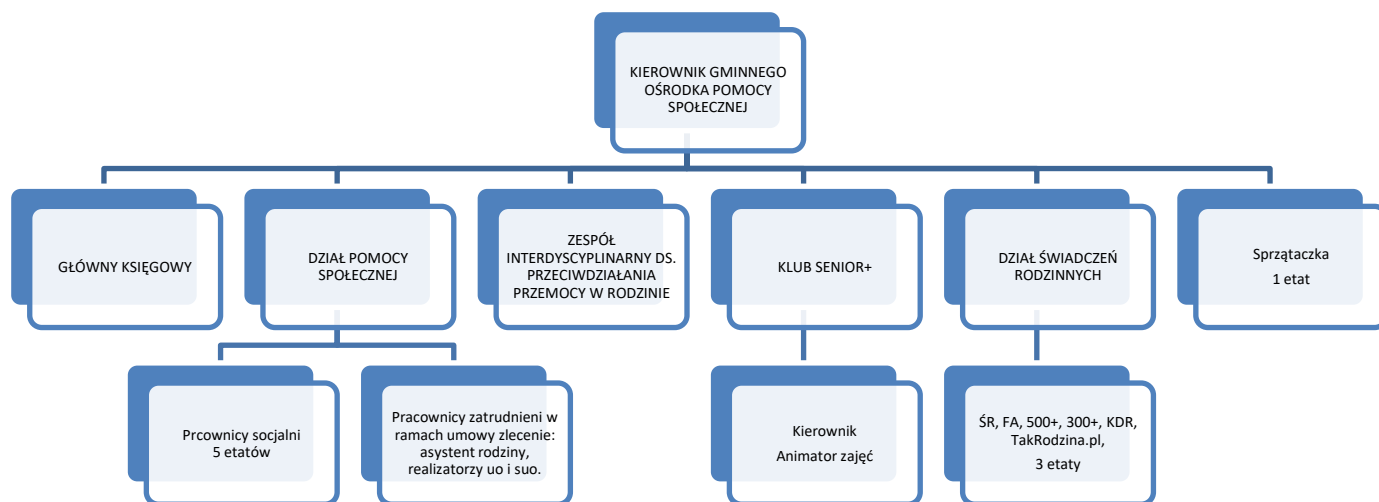 KIEROWNIK GMINNEGO
OŚRODKA POMOCY
SPOŁECZNEJ
GŁÓWNY KSIĘGOWY
DZIAŁ POMOCY
SPOŁECZNEJ
ZESPÓŁ
INTERDYSCYPLINARNY DS.
PRZECIWDZIAŁANIA
PRZEMOCY W RODZINIE
KLUB SENIOR+
DZIAŁ ŚWIADCZEŃ
RODZINNYCH
Sprzątaczka
1 etat
Prcownicy socjalni
5 etatów
Pracownicy zatrudnieni w
ramach umowy zlecenie:
asystent rodziny,
realizatorzy uo i suo.
Kierownik
Animator zajęć
ŚR, FA, 500+, 300+, KDR,
TakRodzina.pl,
3 etaty